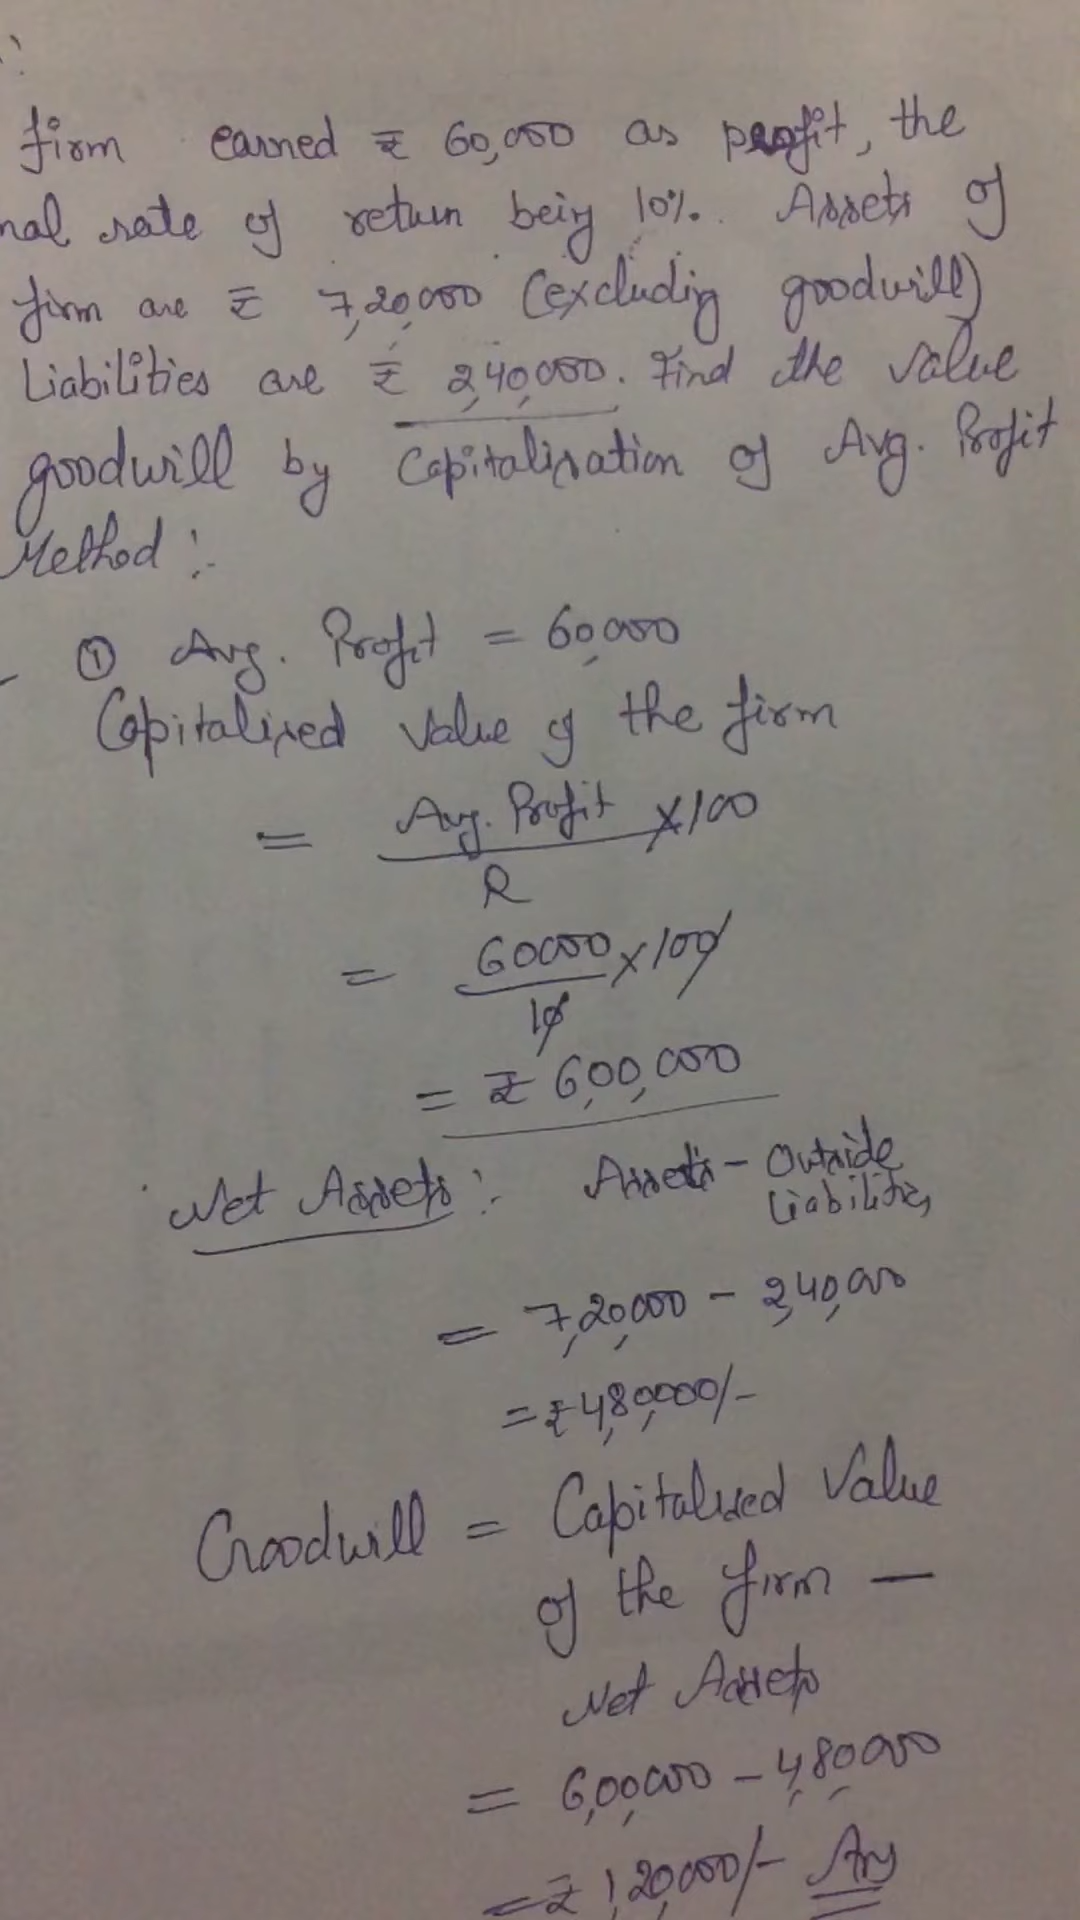 firm earned ₹ 60,000 as profit, the
nal rate of return being 10%. Assets of
firm are ₹ 7,20,000 (excluding goodwill)
Liabilities are ₹ 2,40,000. Find the value
goodwill by Capitalisation of Avg. Profit
Method :-
① Avg. Profit = 60,000
Capitalised Value of the firm
= Avg. Profit × 100
R
= 60000 × 100
10
= ₹ 6,00,000
Net Assets :- Assets - Outside
Liabilities
= 7,20,000 - 2,40,000
= ₹ 4,80,000/-
Goodwill = Capitalised Value
of the firm —
Net Assets
= 6,00,000 - 4,80,000
= ₹ 1,20,000/- Ans